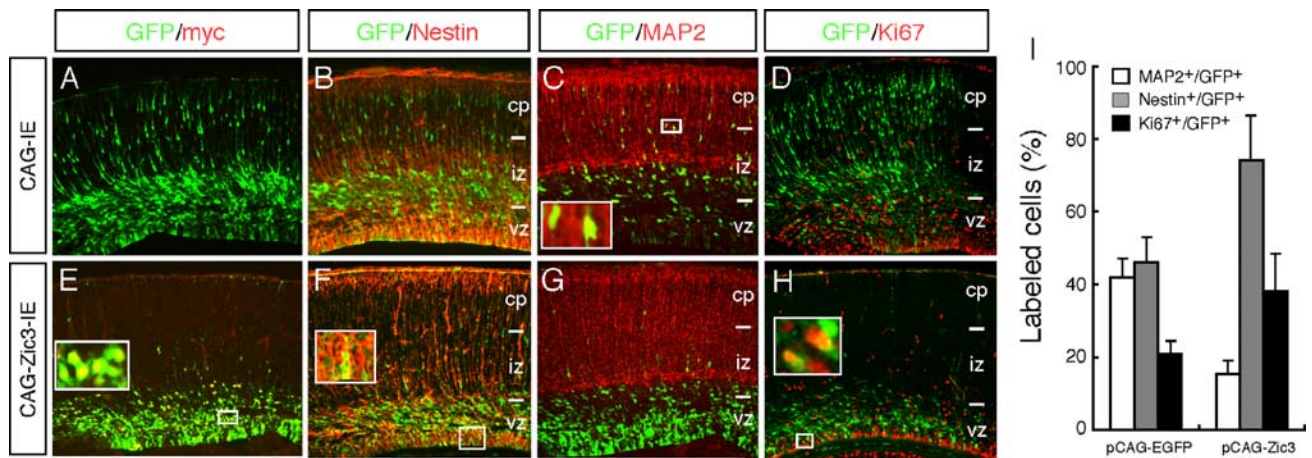 GFP/myc
GFP/Nestin
GFP/MAP2
GFP/Ki67
CAG-IE
A
B
cp
iz
vz
C
cp
iz
vz
D
cp
iz
vz
CAG-Zic3-IE
E
F
cp
iz
vz
G
cp
iz
vz
H
cp
iz
vz
I
Labeled cells (%)
100
80
60
40
20
0
MAP2+/GFP+
Nestin+/GFP+
Ki67+/GFP+
pCAG-EGFP
pCAG-Zic3